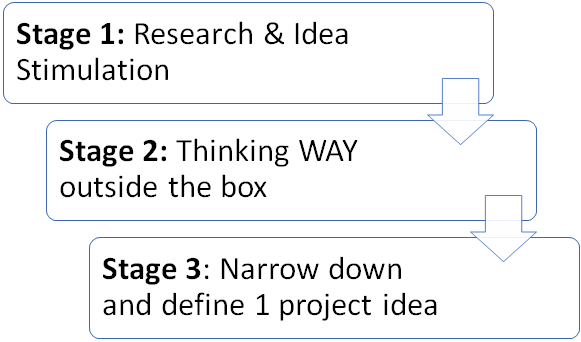 Stage 1: Research & Idea
Stimulation
Stage 2: Thinking WAY
outside the box
Stage 3: Narrow down
and define 1 project idea